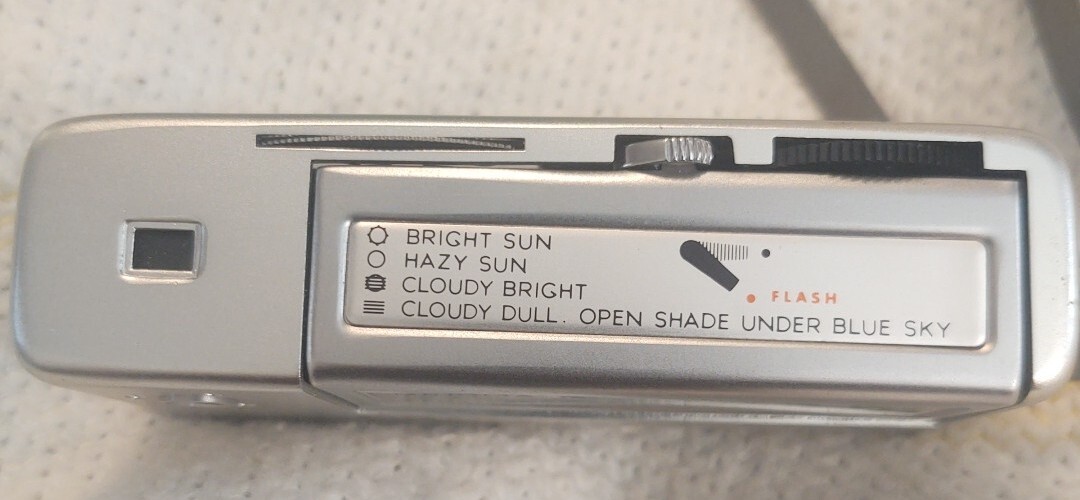 BRIGHT SUN
HAZY SUN
CLOUDY BRIGHT
FLASH
CLOUDY DULL. OPEN SHADE UNDER BLUE SKY